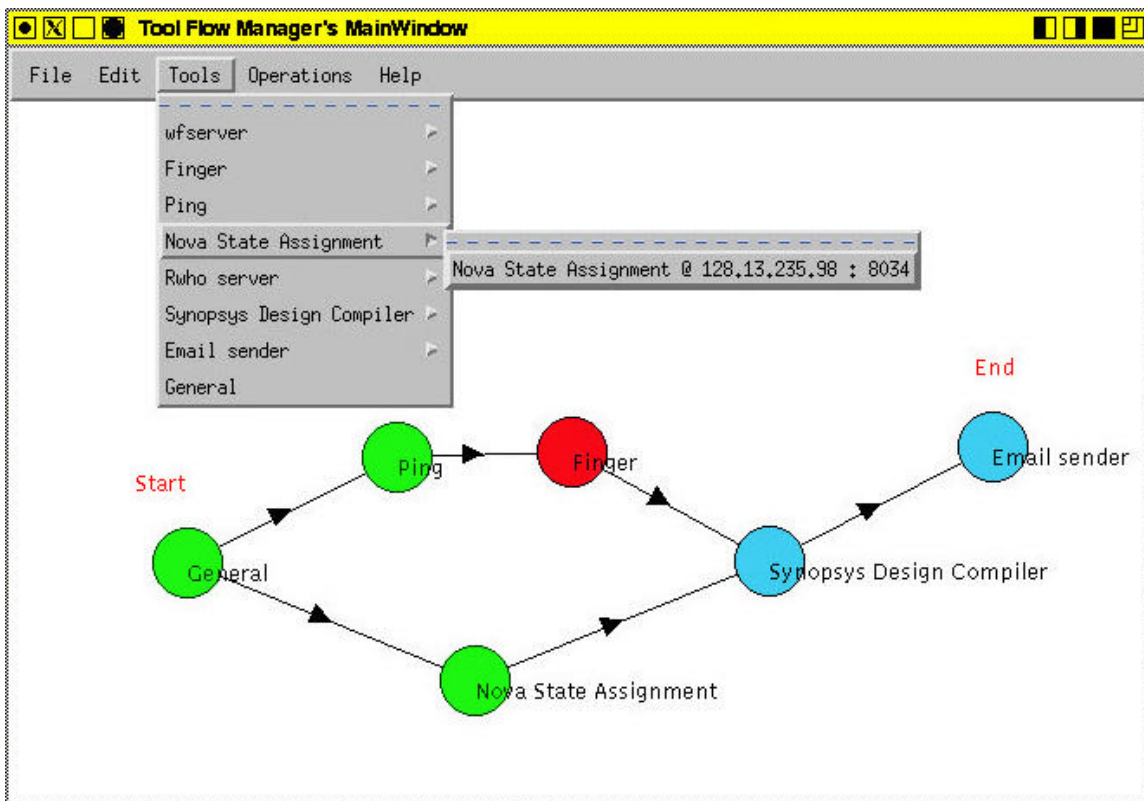 Tool Flow Manager's MainWindow
File Edit Tools Operations Help
wfserver
Finger
Ping
Nova State Assignment
Nova State Assignment @ 128.13.235.98 : 8034
Rwho server
Synopsys Design Compiler
Email sender
General
End
Ping
Finger
Email sender
Start
General
Synopsys Design Compiler
Nova State Assignment